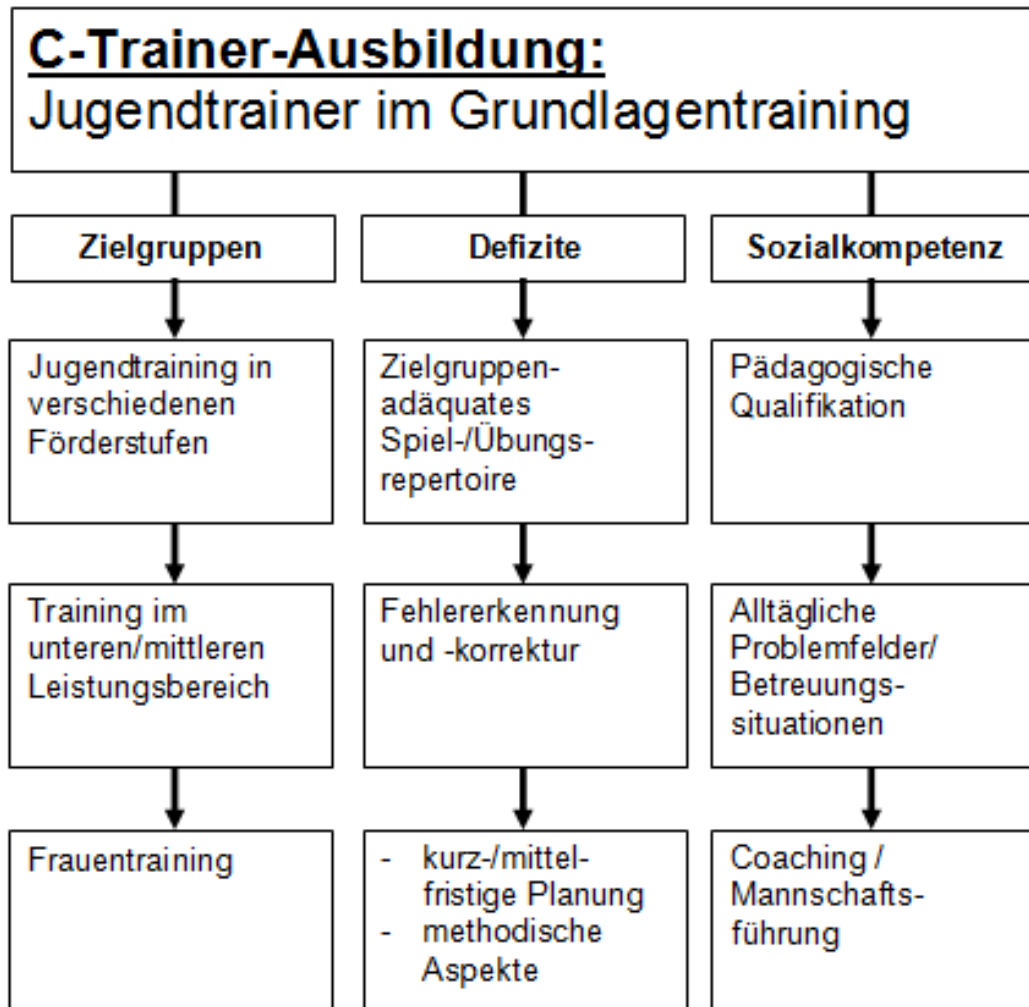 C-Trainer-Ausbildung:
Jugendtrainer im Grundlagentraining
Zielgruppen
Defizite
Sozialkompetenz
Jugendtraining in
verschiedenen
Förderstufen
Zielgruppen-
adäquates
Spiel-/Übungs-
repertoire
Pädagogische
Qualifikation
Training im
unteren/mittleren
Leistungsbereich
Fehlererkennung
und -korrektur
Alltägliche
Problemfelder/
Betreuungs-
situationen
Frauentraining
- kurz-/mittel-
fristige Planung
- methodische
Aspekte
Coaching /
Mannschafts-
führung